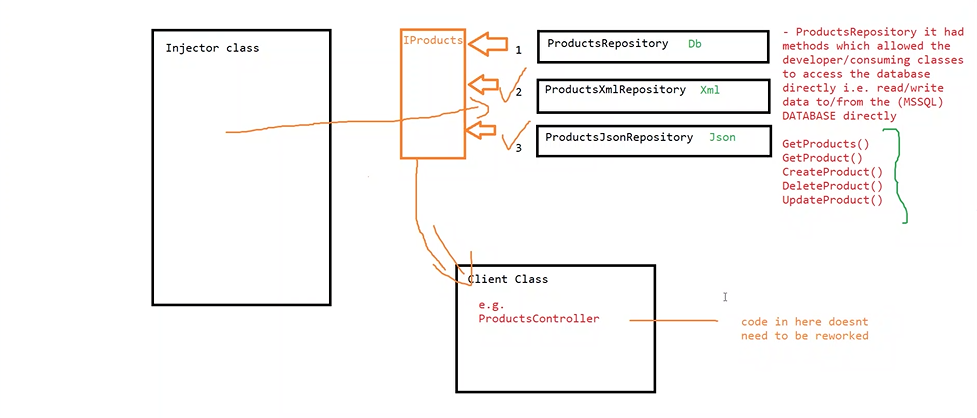 Injector class
IProducts
1
ProductsRepository Db
2
ProductsXmlRepository Xml
3
ProductsJsonRepository Json
- ProductsRepository it had
methods which allowed the
developer/consuming classes
to access the database
directly i.e. read/write
data to/from the (MSSQL)
DATABASE directly
GetProducts()
GetProduct()
CreateProduct()
DeleteProduct()
UpdateProduct()
Client Class
e.g.
ProductsController
code in here doesnt
need to be reworked